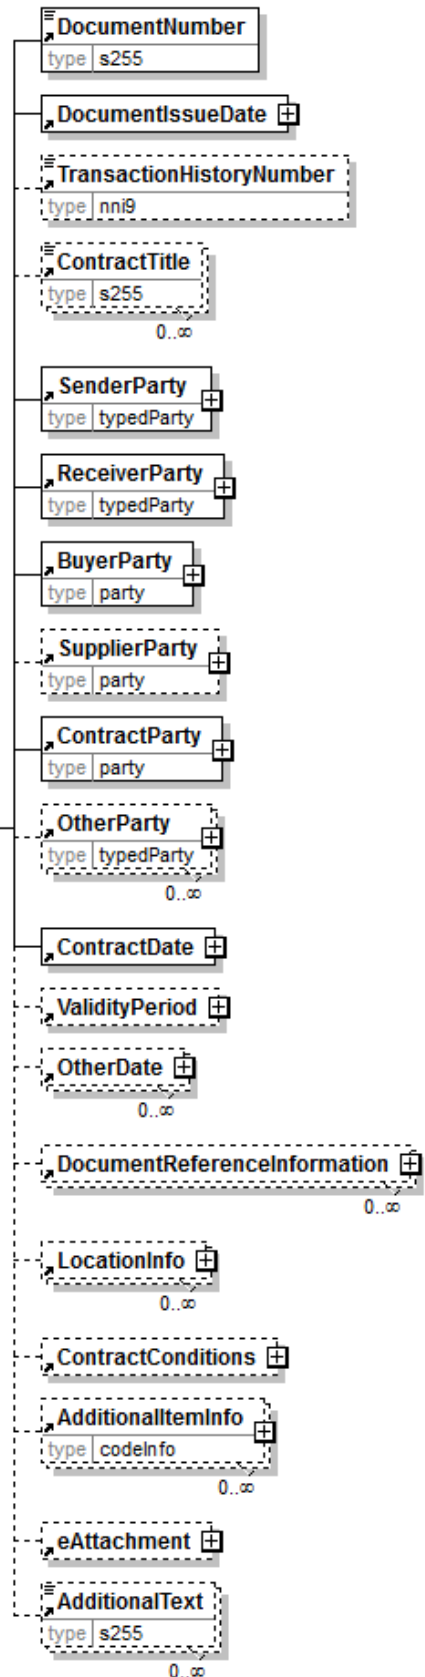 DocumentNumber
type s255
DocumentIssueDate
TransactionHistoryNumber
type nni9
ContractTitle
type s255
0..∞
SenderParty
type typedParty
ReceiverParty
type typedParty
BuyerParty
type party
SupplierParty
type party
ContractParty
type party
OtherParty
type typedParty
0..∞
ContractDate
ValidityPeriod
OtherDate
0..∞
DocumentReferenceInformation
0..∞
LocationInfo
0..∞
ContractConditions
AdditionalItemInfo
type codeInfo
0..∞
eAttachment
AdditionalText
type s255
0..∞